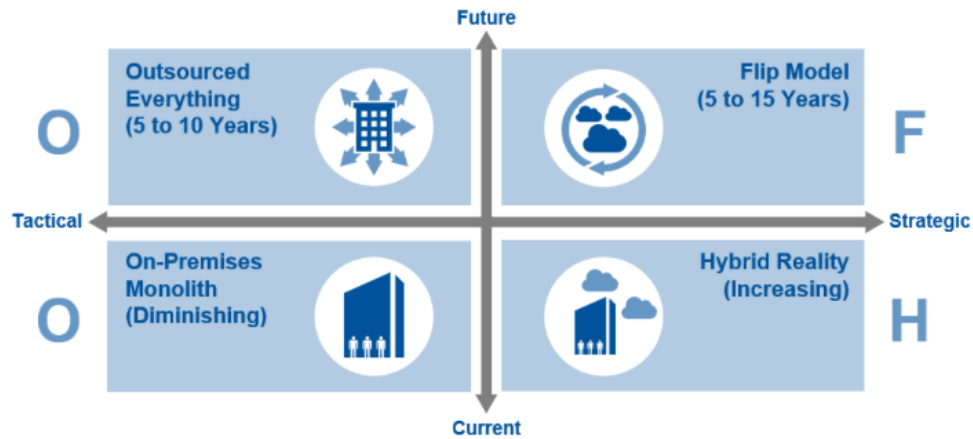 Future
Outsourced
Everything
(5 to 10 Years)
Flip Model
(5 to 15 Years)
O
F
Tactical
Strategic
On-Premises
Monolith
(Diminishing)
Hybrid Reality
(Increasing)
O
H
Current